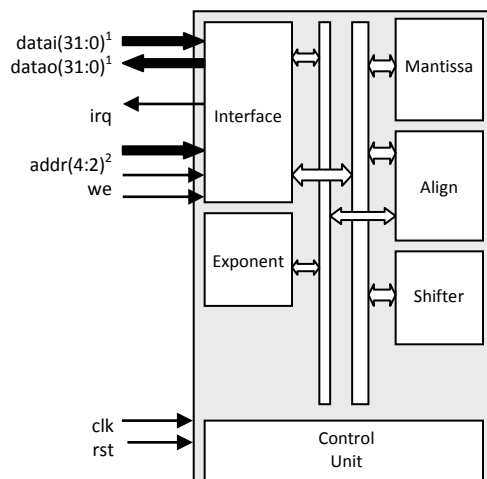 datai(31:0)¹
datao(31:0)¹
irq
addr(4:2)²
we
clk
rst
Interface
Exponent
Mantissa
Align
Shifter
Control
Unit